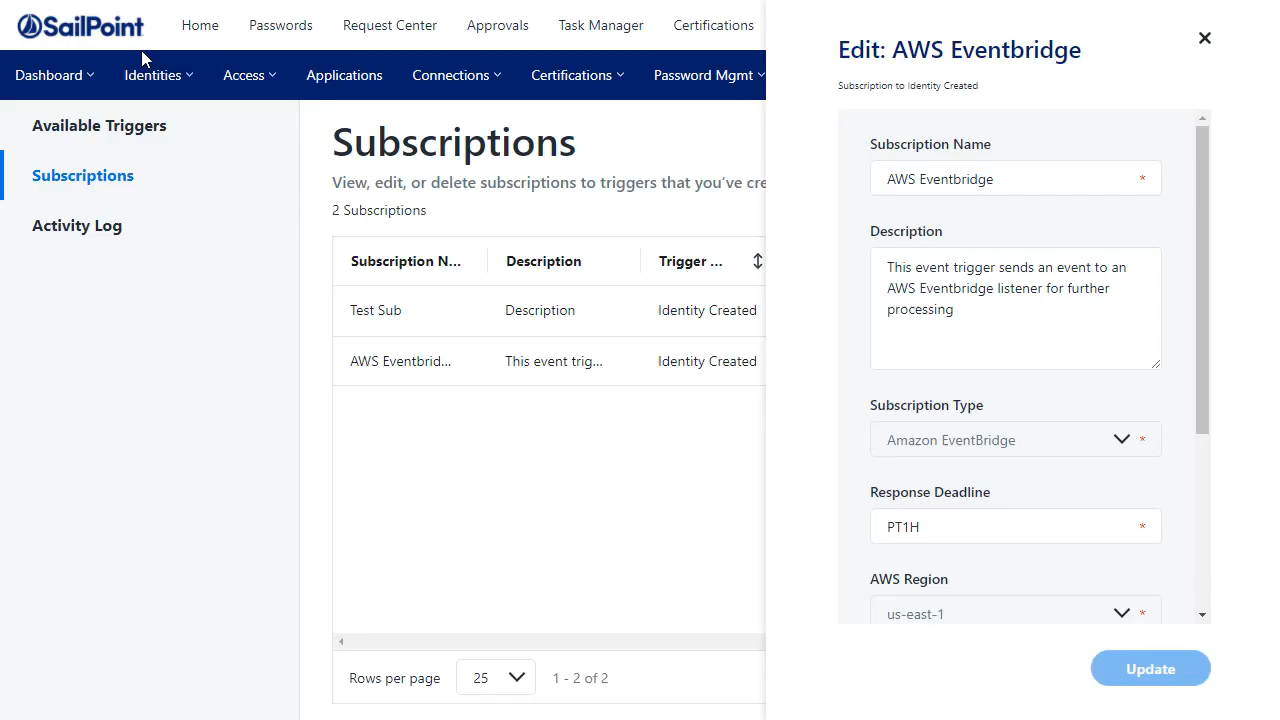 SailPoint
Home Passwords Request Center Approvals Task Manager Certifications
Dashboard Identities Access Applications Connections Certifications Password Mgmt
Available Triggers
Subscriptions
Activity Log
Subscriptions
View, edit, or delete subscriptions to triggers that you've cre
2 Subscriptions
Subscription N... Description Trigger ...
Test Sub Description Identity Created
AWS Eventbrid... This event trig... Identity Created
Rows per page 25 1 - 2 of 2
Edit: AWS Eventbridge
Subscription to Identity Created
Subscription Name
AWS Eventbridge *
Description
This event trigger sends an event to an
AWS Eventbridge listener for further
processing
Subscription Type
Amazon EventBridge *
Response Deadline
PT1H *
AWS Region
us-east-1 *
Update